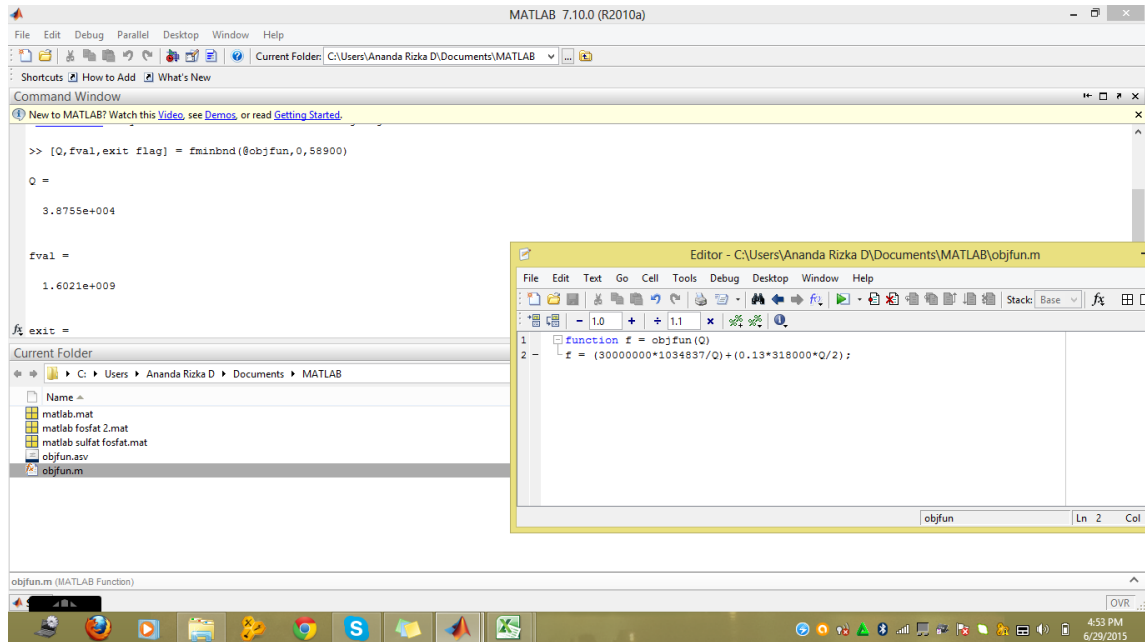 MATLAB 7.10.0 (R2010a)
File Edit Debug Parallel Desktop Window Help
Current Folder: C:\Users\Ananda Rizka D\Documents\MATLAB
Shortcuts How to Add What's New
Command Window
New to MATLAB? Watch this Video, see Demos, or read Getting Started.
>> [Q,fval,exit flag] = fminbnd(@objfun,0,58900)
Q =
3.8755e+004
fval =
1.6021e+009
fx exit =
Editor - C:\Users\Ananda Rizka D\Documents\MATLAB\objfun.m
File Edit Text Go Cell Tools Debug Desktop Window Help
Stack: Base fx
1.0 1.1
1 function f = objfun(Q)
2 f = (30000000*1034837/Q)+(0.13*318000*Q/2);
objfun Ln 2 Col
Current Folder
C: Users Ananda Rizka D Documents MATLAB
Name
matlab.mat
matlab fosfat 2.mat
matlab sulfat fosfat.mat
objfun.asv
objfun.m
objfun.m (MATLAB Function)
OVR
4:53 PM
6/29/2015